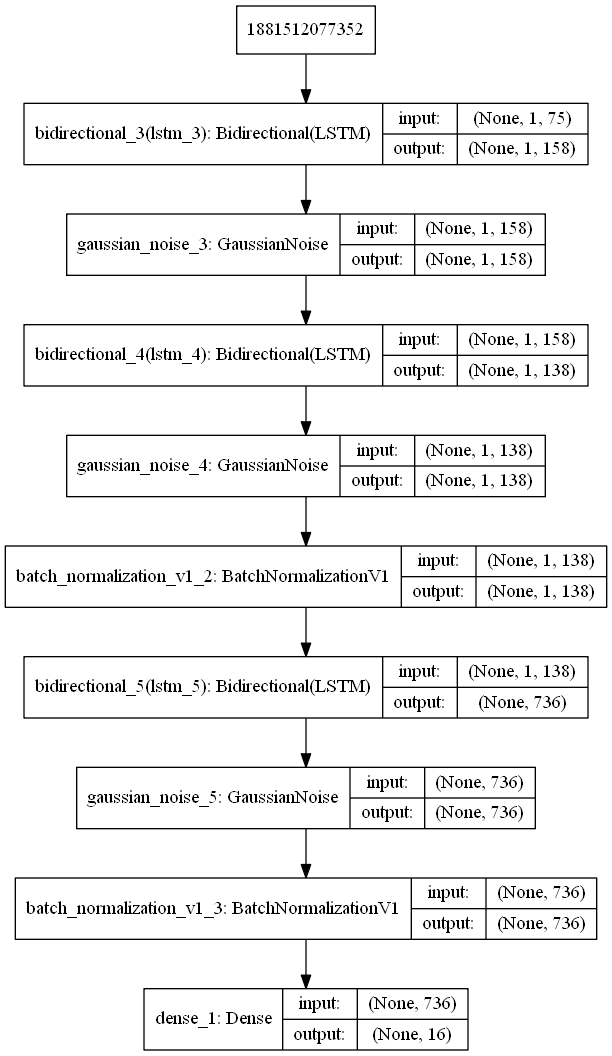 1881512077352
bidirectional_3(lstm_3): Bidirectional(LSTM)
input: (None, 1, 75)
output: (None, 1, 158)
gaussian_noise_3: GaussianNoise
input: (None, 1, 158)
output: (None, 1, 158)
bidirectional_4(lstm_4): Bidirectional(LSTM)
input: (None, 1, 158)
output: (None, 1, 138)
gaussian_noise_4: GaussianNoise
input: (None, 1, 138)
output: (None, 1, 138)
batch_normalization_v1_2: BatchNormalizationV1
input: (None, 1, 138)
output: (None, 1, 138)
bidirectional_5(lstm_5): Bidirectional(LSTM)
input: (None, 1, 138)
output: (None, 736)
gaussian_noise_5: GaussianNoise
input: (None, 736)
output: (None, 736)
batch_normalization_v1_3: BatchNormalizationV1
input: (None, 736)
output: (None, 736)
dense_1: Dense
input: (None, 736)
output: (None, 16)